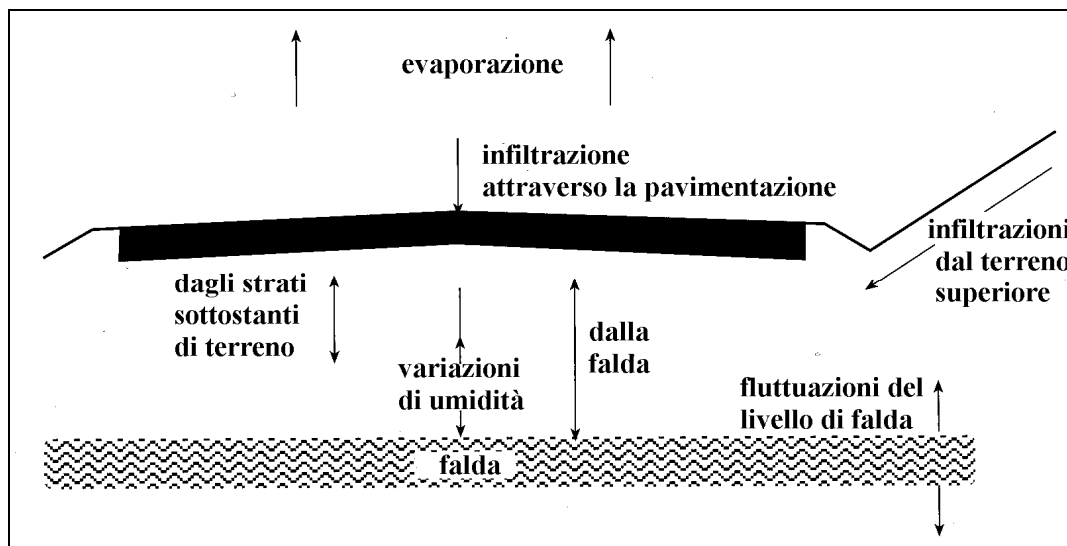 evaporazione
infiltrazione
attraverso la pavimentazione
infiltrazioni
dal terreno
superiore
dagli strati
sottostanti
di terreno
dalla
falda
variazioni
di umidità
fluttuazioni del
livello di falda
falda